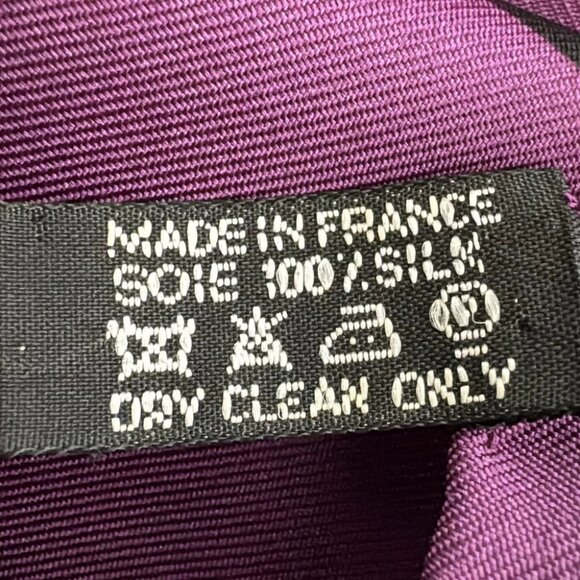 MADE IN FRANCE
SOIE 100% SILK
P
DRY CLEAN ONLY